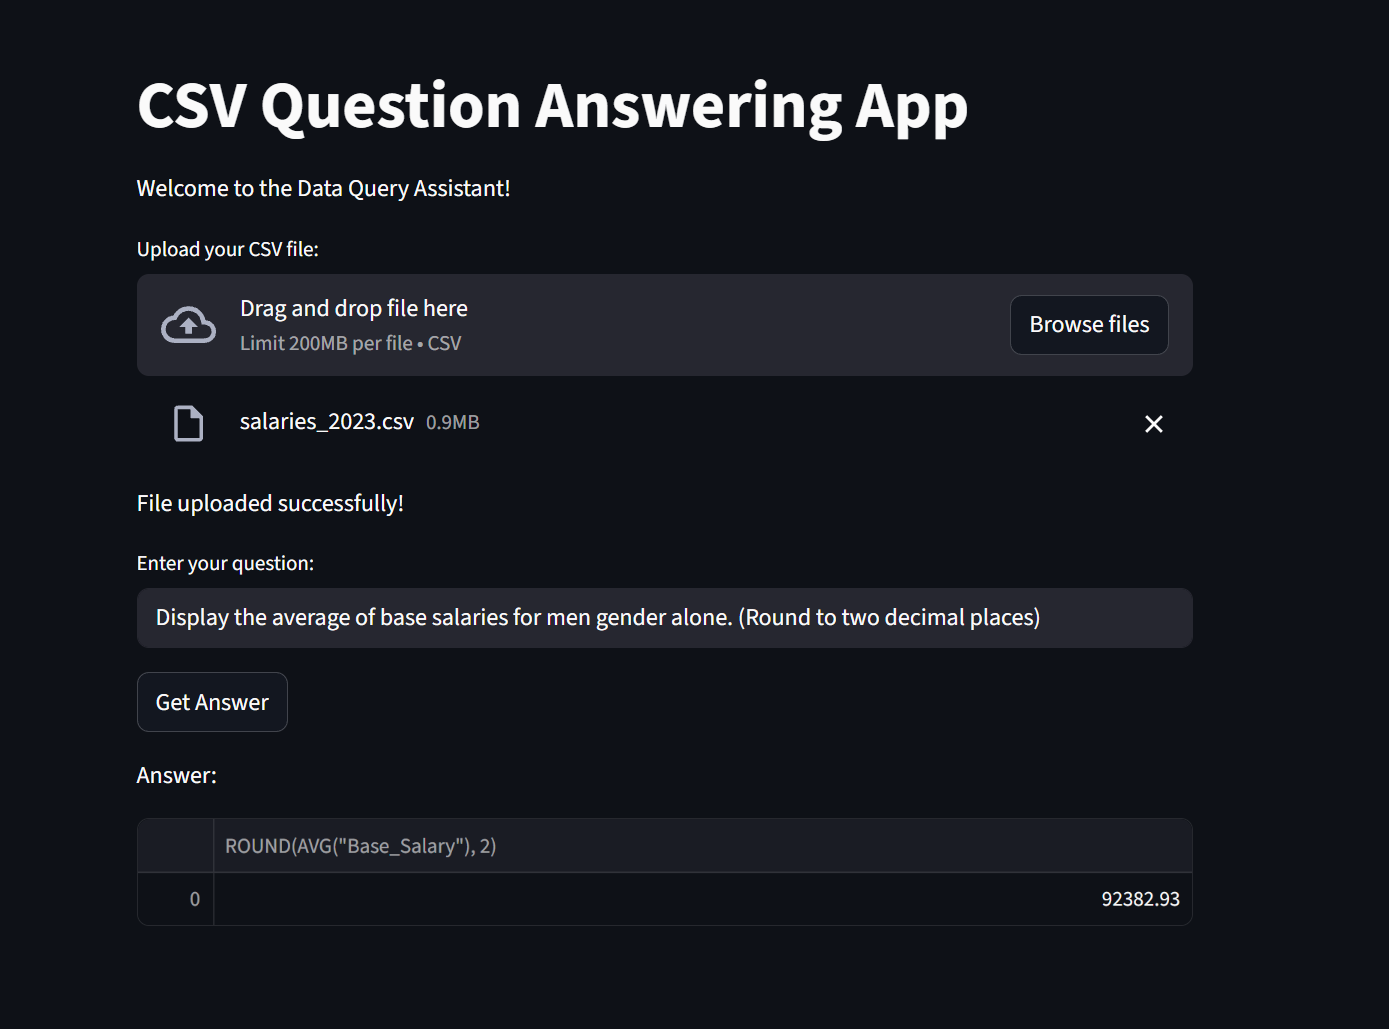 CSV Question Answering App
Welcome to the Data Query Assistant!
Upload your CSV file:
Drag and drop file here
Limit 200MB per file • CSV
Browse files
salaries_2023.csv 0.9MB
File uploaded successfully!
Enter your question:
Display the average of base salaries for men gender alone. (Round to two decimal places)
Get Answer
Answer:
ROUND(AVG("Base_Salary"), 2)
0 92382.93